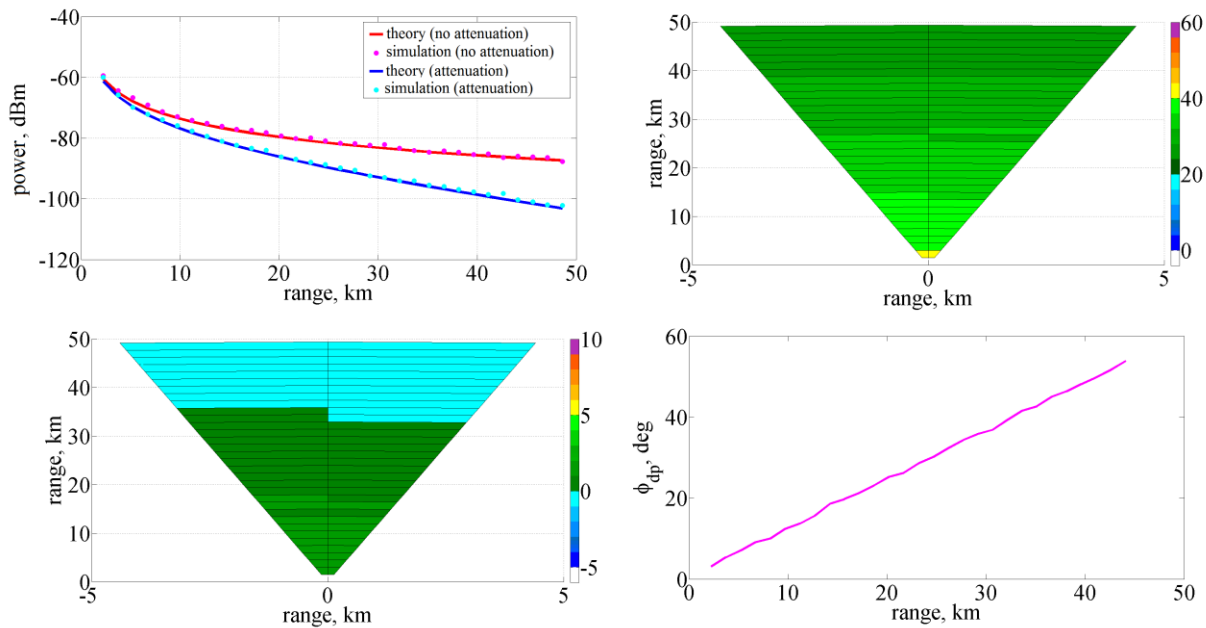 -40
-60
-80
-100
-120
power, dBm
theory (no attenuation)
simulation (no attenuation)
theory (attenuation)
simulation (attenuation)
0 10 20 30 40 50
range, km
50
40
30
20
10
0
range, km
-5 0 5
range, km
60
40
20
0
50
40
30
20
10
0
range, km
-5 0 5
range, km
10
5
0
-5
60
40
20
0
ϕdp, deg
0 10 20 30 40 50
range, km